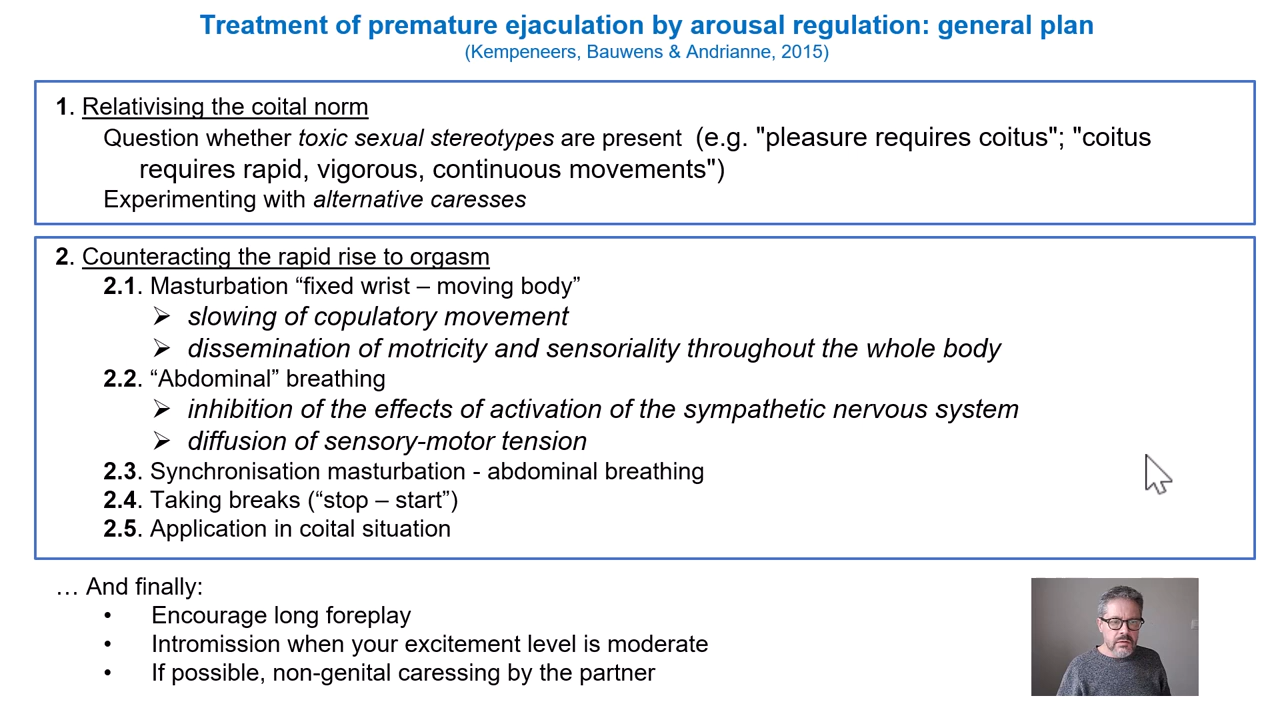 Treatment of premature ejaculation by arousal regulation: general plan
(Kempeneers, Bauwens & Andrianne, 2015)
1. Relativising the coital norm
Question whether toxic sexual stereotypes are present (e.g. "pleasure requires coitus"; "coitus
requires rapid, vigorous, continuous movements")
Experimenting with alternative caresses
2. Counteracting the rapid rise to orgasm
2.1. Masturbation “fixed wrist – moving body”
➢ slowing of copulatory movement
➢ dissemination of motricity and sensoriality throughout the whole body
2.2. “Abdominal” breathing
➢ inhibition of the effects of activation of the sympathetic nervous system
➢ diffusion of sensory-motor tension
2.3. Synchronisation masturbation - abdominal breathing
2.4. Taking breaks (“stop – start”)
2.5. Application in coital situation
… And finally:
• Encourage long foreplay
• Intromission when your excitement level is moderate
• If possible, non-genital caressing by the partner